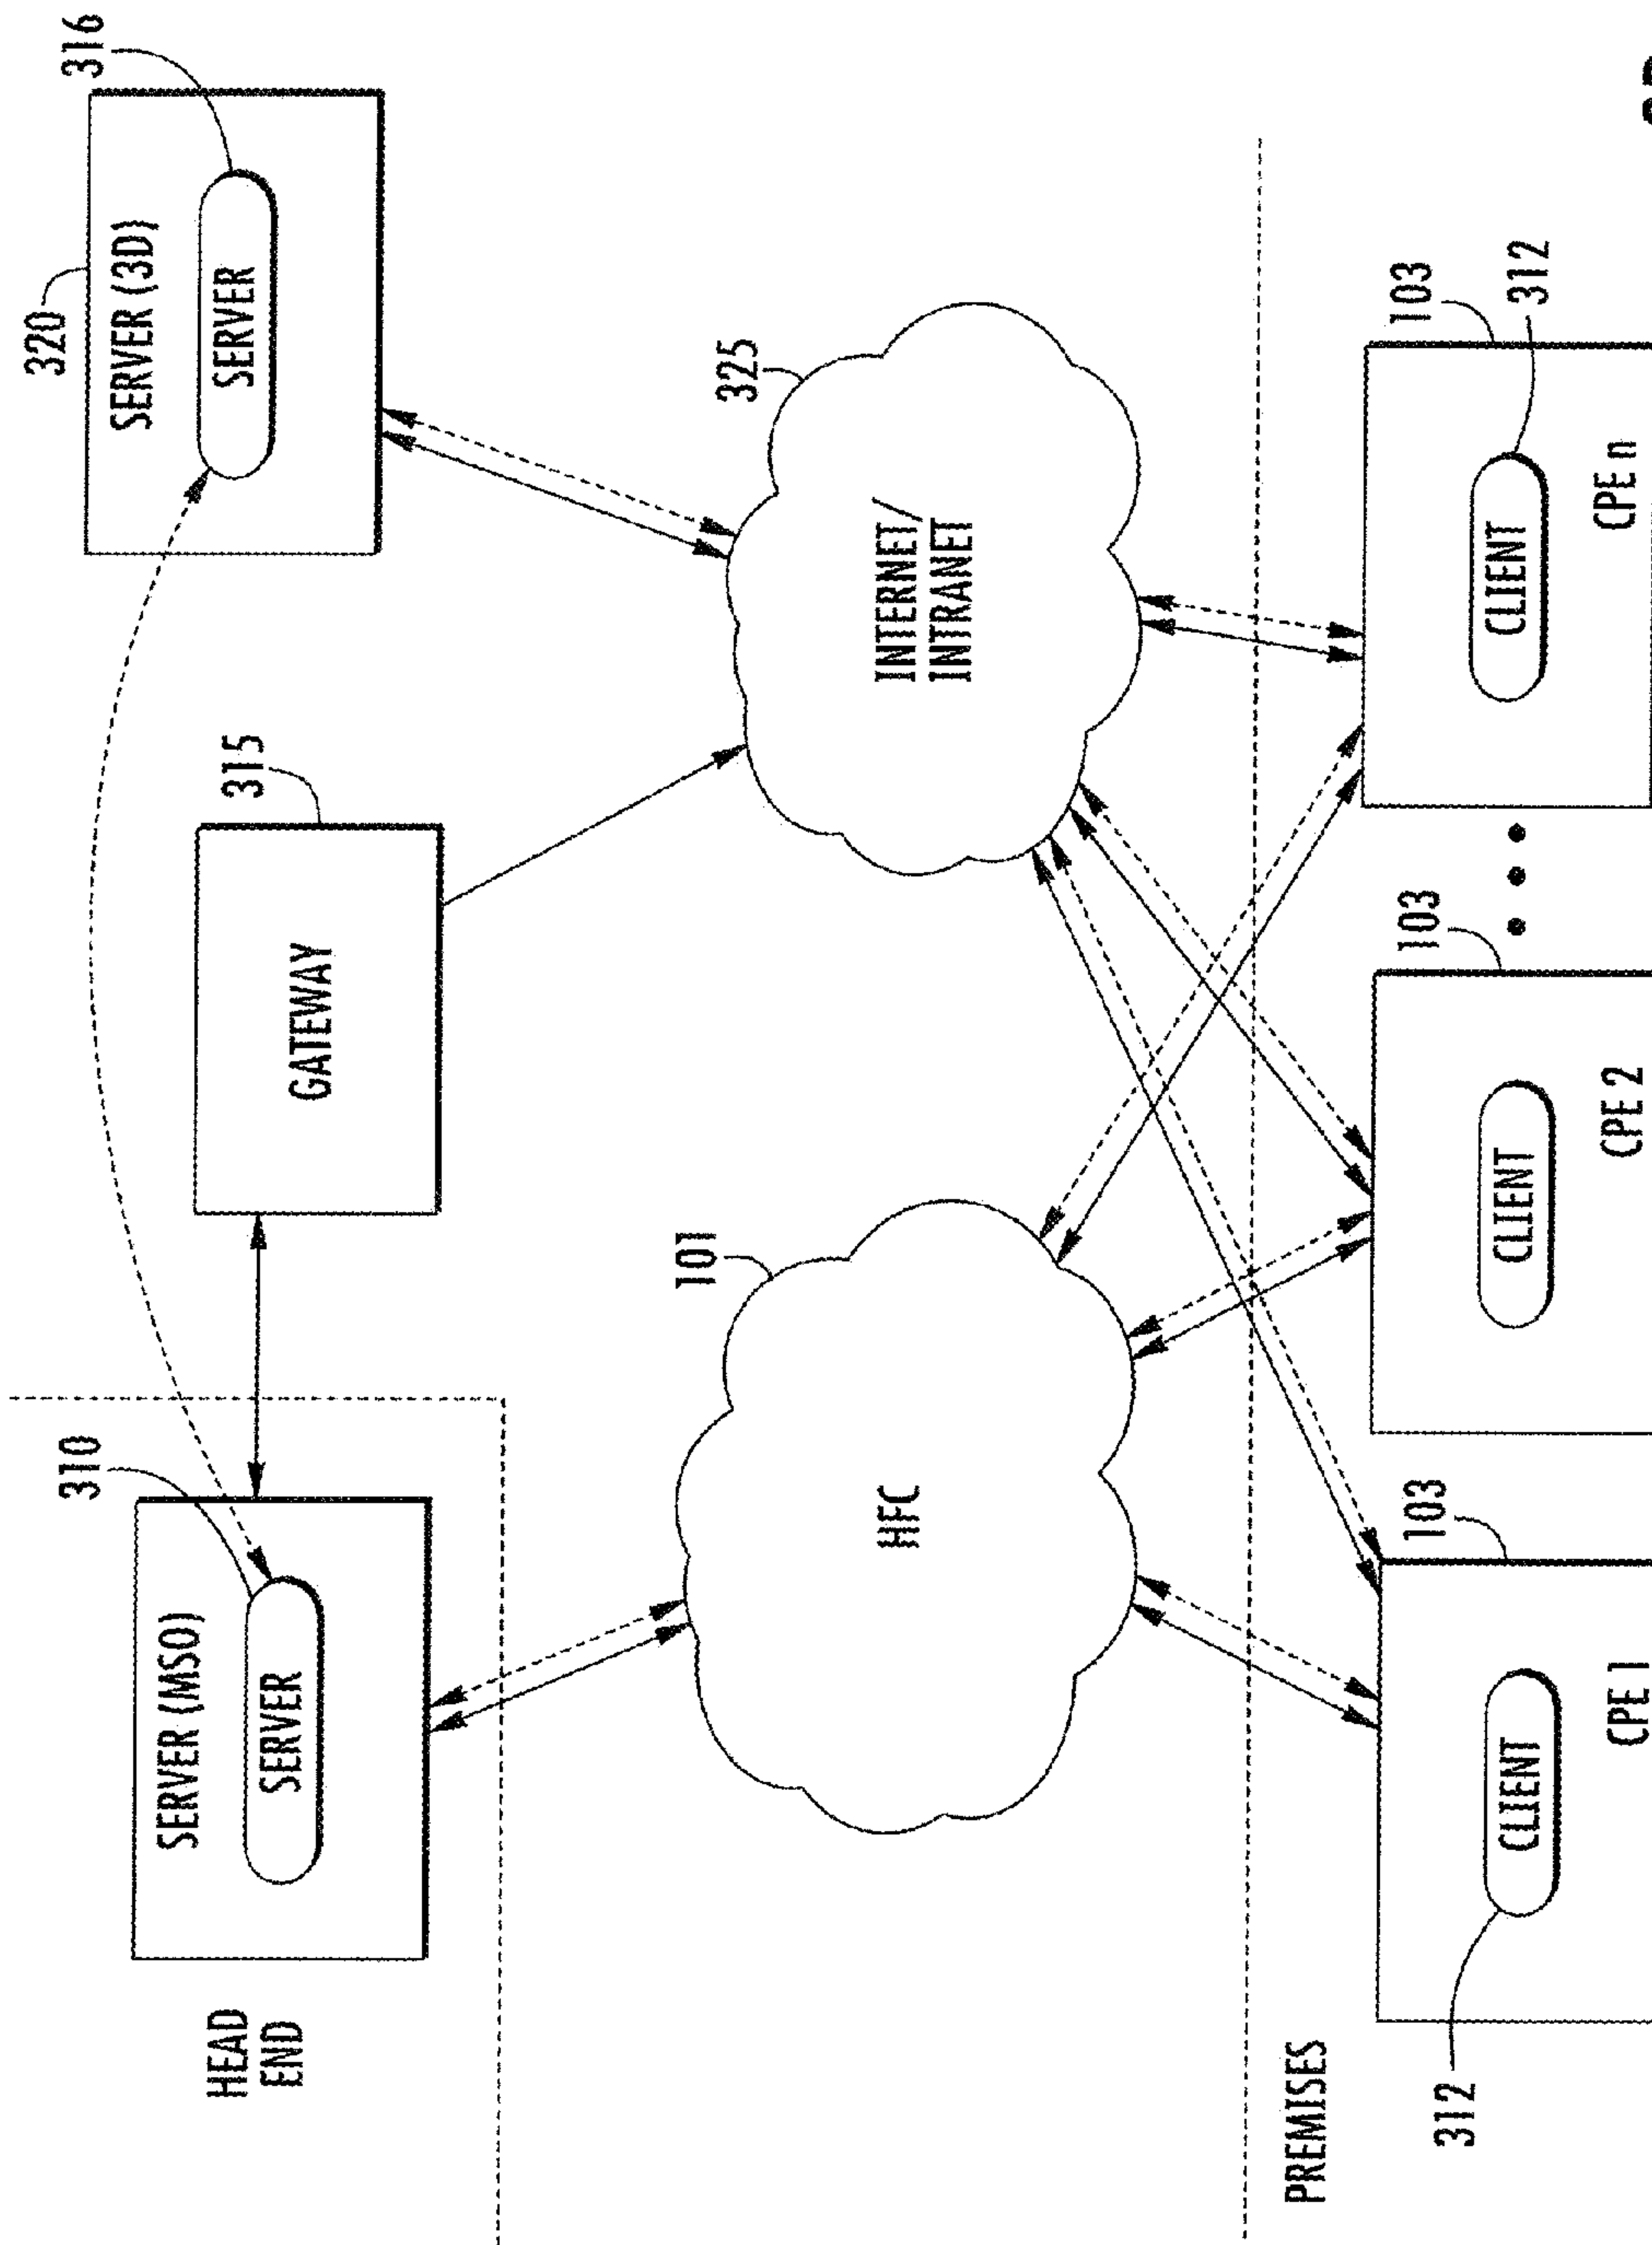 320
316
SERVER (3D)
SERVER
315
GATEWAY
310
SERVER (MSO)
SERVER
HEAD
END
325
INTERNET/
INTRANET
101
HFC
PREMISES
103
312
CLIENT
CPE 1
103
CLIENT
CPE 2
103
312
CLIENT
CPE n